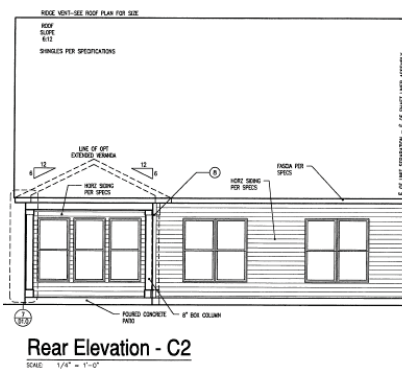 RIDGE VENT-SEE ROOF PLAN FOR SIZE
ROOF
SLOPE
6:12
SHINGLES PER SPECIFICATIONS
LINE OF OPT
EXTENDED VERANDA
12
6
12
6
HORZ SIDING
PER SPECS
8
HORZ SIDING
PER SPECS
FASCIA PER
SPECS
POURED CONCRETE
PATIO
8" BOX COLUMN
7
Rear Elevation - C2
SCALE: 1/4" = 1'-0"